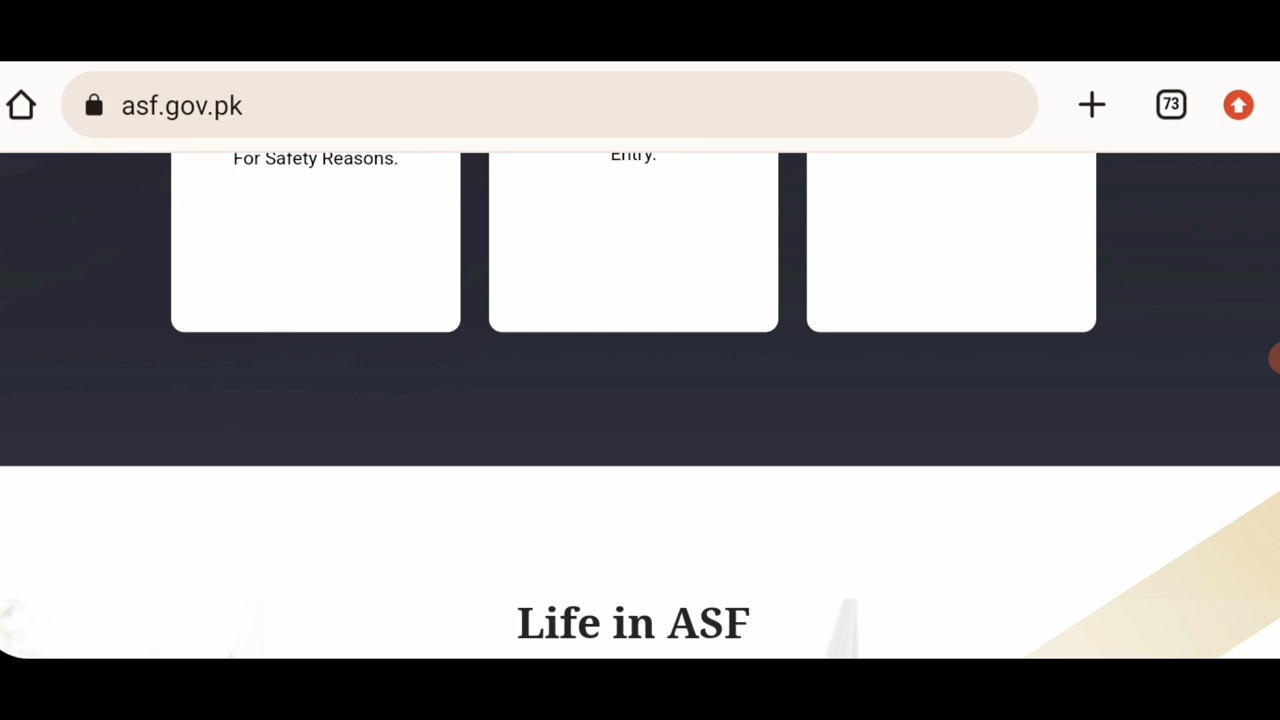 asf.gov.pk
73
For Safety Reasons.
Entry.
Life in ASF